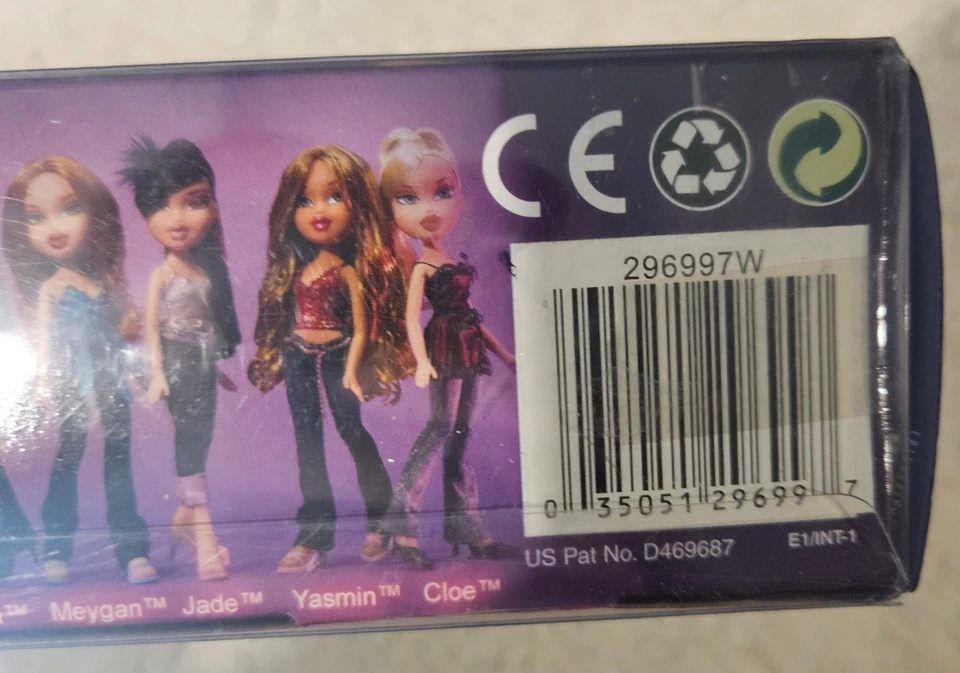 CE
296997W
0 35051 29699 7
US Pat No. D469687
E1/INT-1
Meygan™ Jade™ Yasmin™ Cloe™